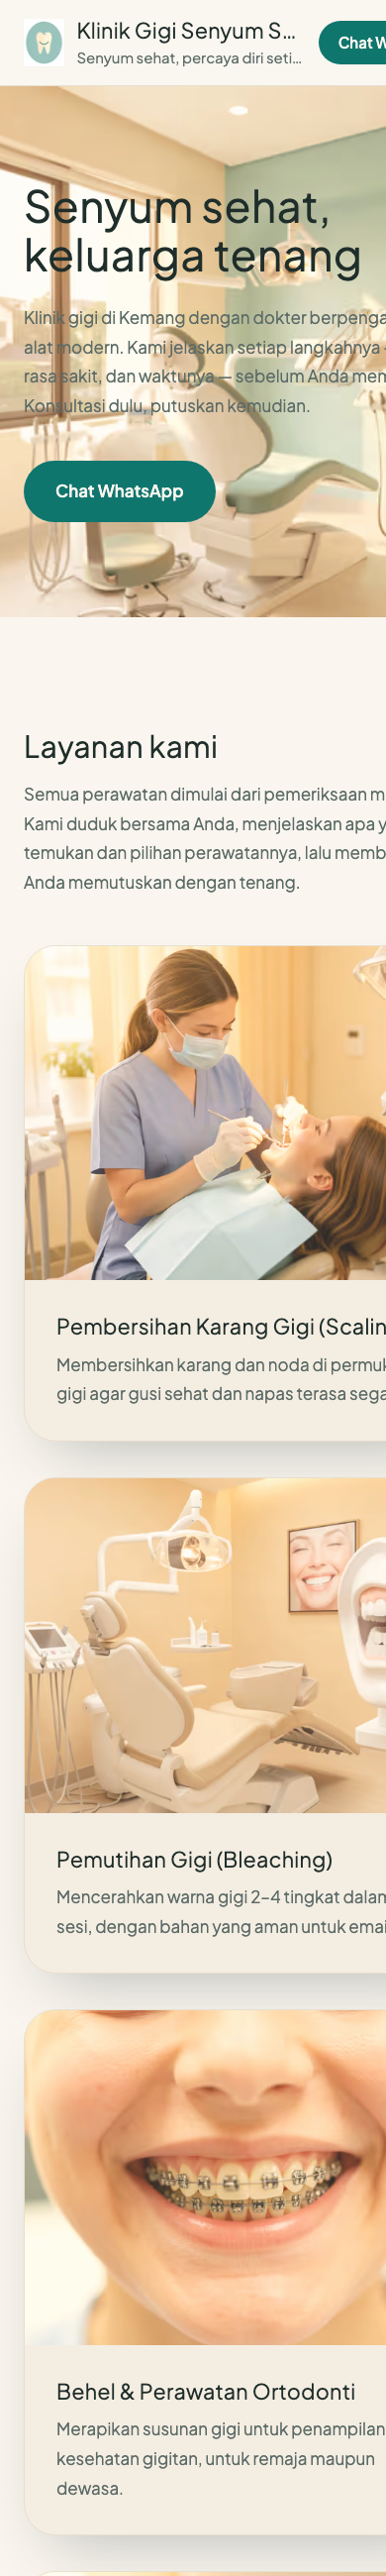 Klinik Gigi Senyum S...
Senyum sehat, percaya diri seti...
Chat W
Senyum sehat,
keluarga tenang
Klinik gigi di Kemang dengan dokter berpenga
alat modern. Kami jelaskan setiap langkahnya
rasa sakit, dan waktunya — sebelum Anda mem
Konsultasi dulu, putuskan kemudian.
Chat WhatsApp
Layanan kami
Semua perawatan dimulai dari pemeriksaan m
Kami duduk bersama Anda, menjelaskan apa y
temukan dan pilihan perawatannya, lalu memb
Anda memutuskan dengan tenang.
Pembersihan Karang Gigi (Scalin
Membersihkan karang dan noda di permuk
gigi agar gusi sehat dan napas terasa sega
Pemutihan Gigi (Bleaching)
Mencerahkan warna gigi 2–4 tingkat dalam
sesi, dengan bahan yang aman untuk emai
Behel & Perawatan Ortodonti
Merapikan susunan gigi untuk penampilan
kesehatan gigitan, untuk remaja maupun
dewasa.